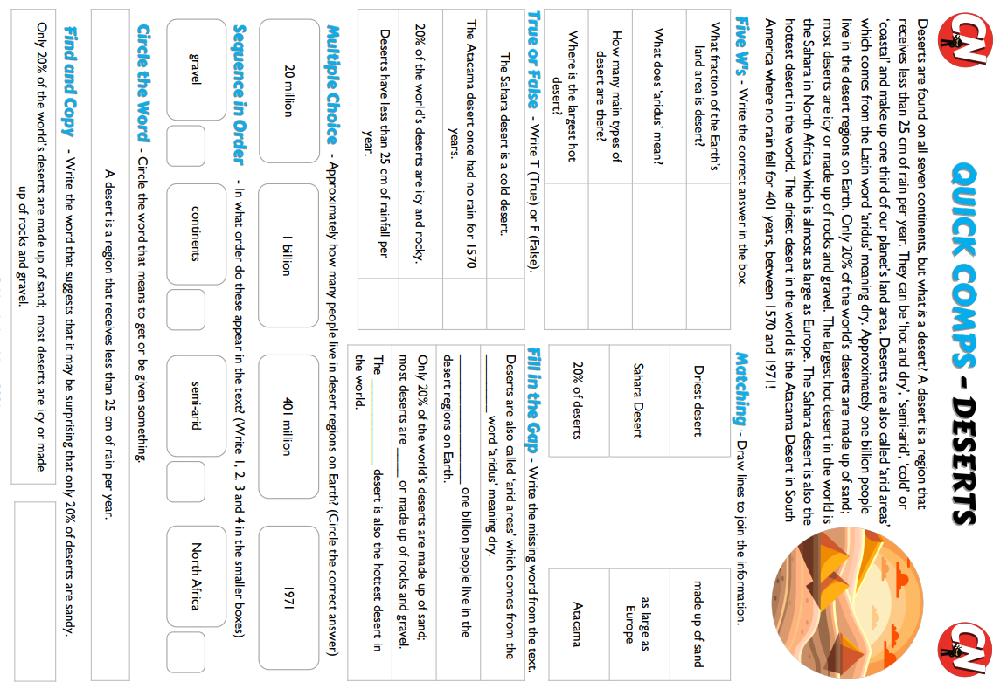 CN
QUICK COMPS - DESERTS
CN
Deserts are found on all seven continents, but what is a desert? A desert is a region that
receives less than 25 cm of rain per year. They can be 'hot and dry', 'semi-arid', 'cold' or
'coastal' and make up one third of our planet's land area. Deserts are also called 'arid areas'
which comes from the Latin word 'aridus' meaning dry. Approximately one billion people
live in the desert regions on Earth. Only 20% of the world's deserts are made up of sand;
most deserts are icy or made up of rocks and gravel. The largest hot desert in the world is
the Sahara in North Africa which is almost as large as Europe. The Sahara desert is also the
hottest desert in the world. The driest desert in the world is the Atacama Desert in South
America where no rain fell for 401 years, between 1570 and 1971!
Five W's - Write the correct answer in the box.
What fraction of the Earth's
land area is desert?
What does 'aridus' mean?
How many main types of
desert are there?
Where is the largest hot
desert?
Matching - Draw lines to join the information.
Driest desert
made up of sand
Sahara Desert
as large as
Europe
20% of deserts
Atacama
True or False - Write T (True) or F (False).
The Sahara desert is a cold desert.
The Atacama desert once had no rain for 1570
years.
20% of the world's deserts are icy and rocky.
Deserts have less than 25 cm of rainfall per
year.
Fill in the Gap - Write the missing word from the text.
Deserts are also called 'arid areas' which comes from the
________ word 'aridus' meaning dry.
________________ one billion people live in the
desert regions on Earth.
Only 20% of the world's deserts are made up of sand;
most deserts are _____ or made up of rocks and gravel.
The ____________ desert is also the hottest desert in
the world.
Multiple Choice - Approximately how many people live in desert regions on Earth? (Circle the correct answer)
20 million
1 billion
401 million
1971
Sequence in Order - In what order do these appear in the text? (Write 1, 2, 3 and 4 in the smaller boxes)
gravel
continents
semi-arid
North Africa
Circle the Word - Circle the word that means to get or be given something.
A desert is a region that receives less than 25 cm of rain per year.
Find and Copy - Write the word that suggests that it may be surprising that only 20% of deserts are sandy.
Only 20% of the world's deserts are made up of sand; most deserts are icy or made
up of rocks and gravel.